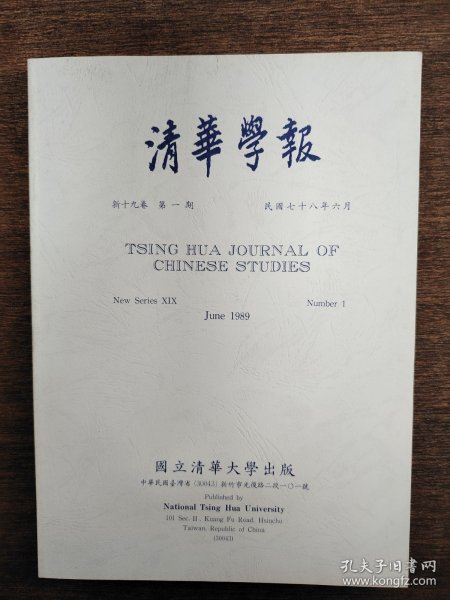 清華學報
新十九卷 第一期 民國七十八年六月
TSING HUA JOURNAL OF
CHINESE STUDIES
New Series XIX Number 1
June 1989
國立清華大學出版
中華民國臺灣省(30043)新竹市光復路二段一〇一號
Published by
National Tsing Hua University
101 Sec. II, Kuang Fu Road, Hsinchu
Taiwan, Republic of China
(30043)
孔夫子旧书网
www.kongfz.com